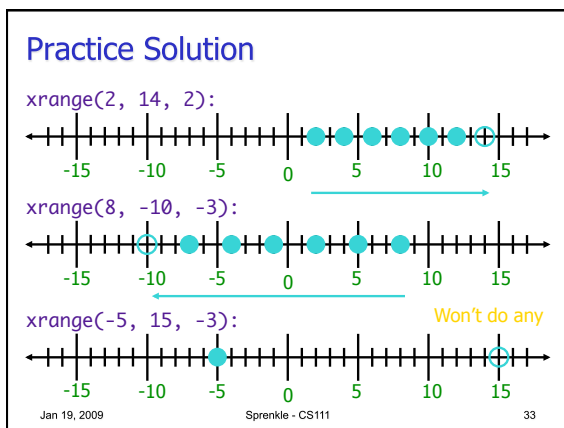 Practice Solution
xrange(2, 14, 2):
-15 -10 -5 0 5 10 15
xrange(8, -10, -3):
-15 -10 -5 0 5 10 15
Won't do any
xrange(-5, 15, -3):
-15 -10 -5 0 5 10 15
Jan 19, 2009 Sprenkle - CS111 33